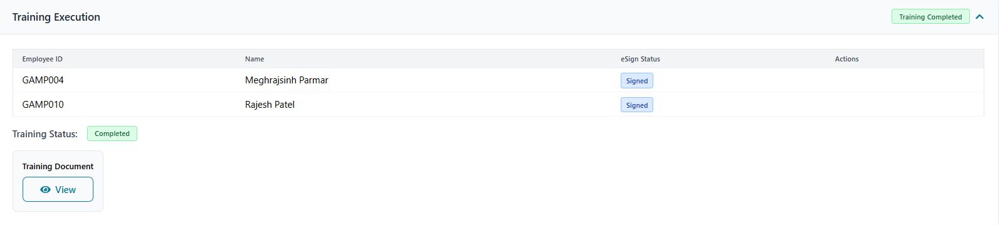 Training Execution Training Completed
Employee ID Name eSign Status Actions
GAMP004 Meghrajsinh Parmar Signed
GAMP010 Rajesh Patel Signed
Training Status: Completed
Training Document
View